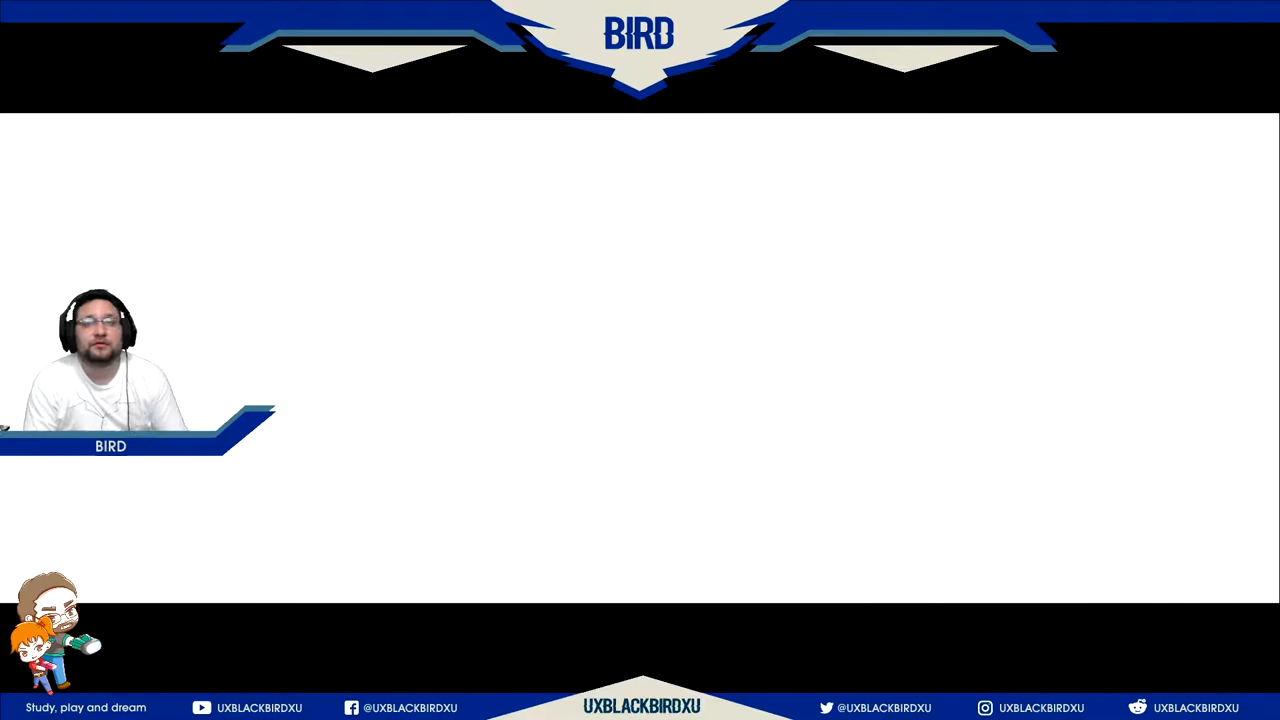 BIRD
BIRD
Study, play and dream
UXBLACKBIRDXU
@UXBLACKBIRDXU
UXBLACKBIRDXU
@UXBLACKBIRDXU
UXBLACKBIRDXU
UXBLACKBIRDXU